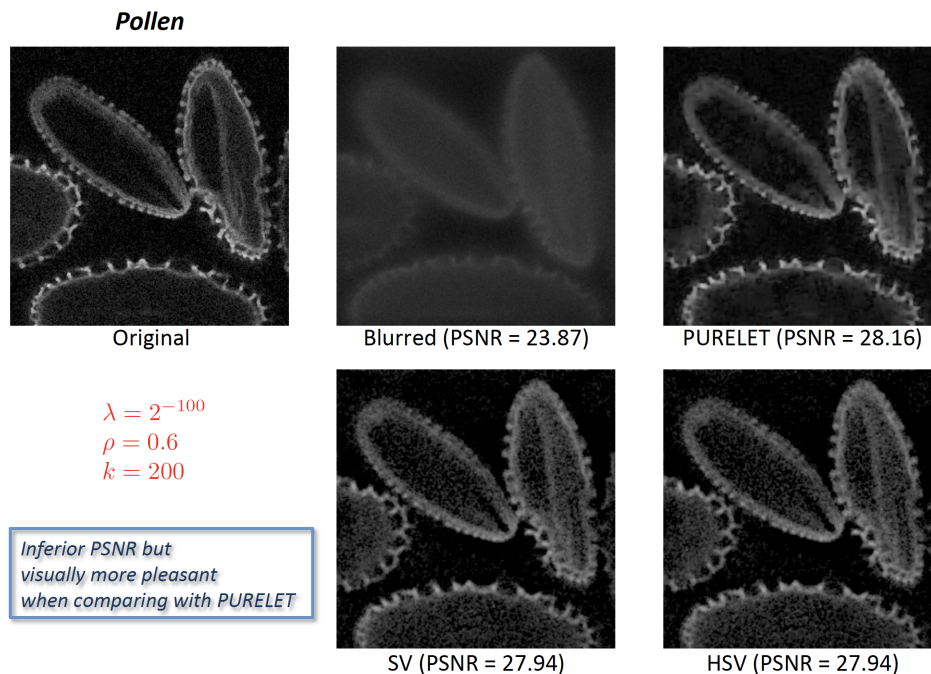 Pollen
Original
Blurred (PSNR = 23.87)
PURELET (PSNR = 28.16)
λ = 2^{-100}
ρ = 0.6
k = 200
Inferior PSNR but
visually more pleasant
when comparing with PURELET
SV (PSNR = 27.94)
HSV (PSNR = 27.94)